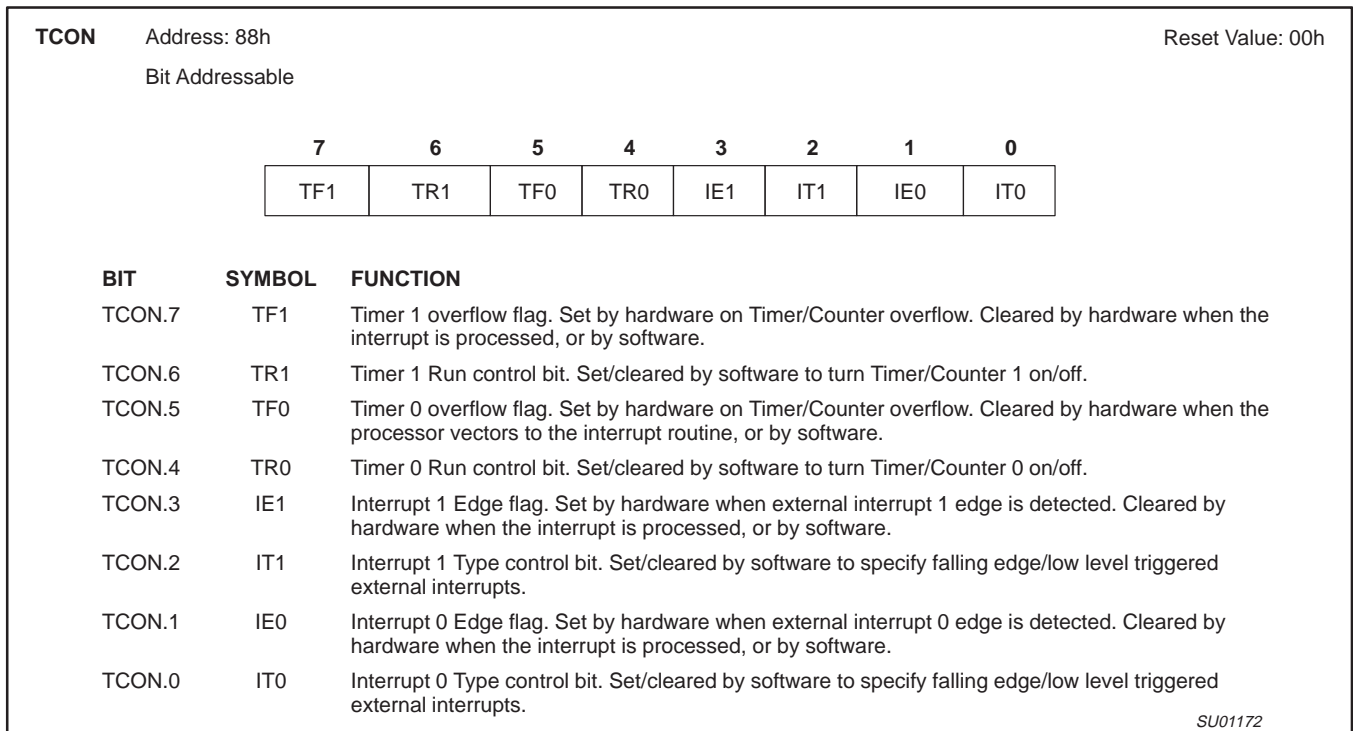 TCON Address: 88h Reset Value: 00h
Bit Addressable
7 6 5 4 3 2 1 0
TF1 TR1 TF0 TR0 IE1 IT1 IE0 IT0
BIT SYMBOL FUNCTION
TCON.7 TF1 Timer 1 overflow flag. Set by hardware on Timer/Counter overflow. Cleared by hardware when the
interrupt is processed, or by software.
TCON.6 TR1 Timer 1 Run control bit. Set/cleared by software to turn Timer/Counter 1 on/off.
TCON.5 TF0 Timer 0 overflow flag. Set by hardware on Timer/Counter overflow. Cleared by hardware when the
processor vectors to the interrupt routine, or by software.
TCON.4 TR0 Timer 0 Run control bit. Set/cleared by software to turn Timer/Counter 0 on/off.
TCON.3 IE1 Interrupt 1 Edge flag. Set by hardware when external interrupt 1 edge is detected. Cleared by
hardware when the interrupt is processed, or by software.
TCON.2 IT1 Interrupt 1 Type control bit. Set/cleared by software to specify falling edge/low level triggered
external interrupts.
TCON.1 IE0 Interrupt 0 Edge flag. Set by hardware when external interrupt 0 edge is detected. Cleared by
hardware when the interrupt is processed, or by software.
TCON.0 IT0 Interrupt 0 Type control bit. Set/cleared by software to specify falling edge/low level triggered
external interrupts.
SU01172